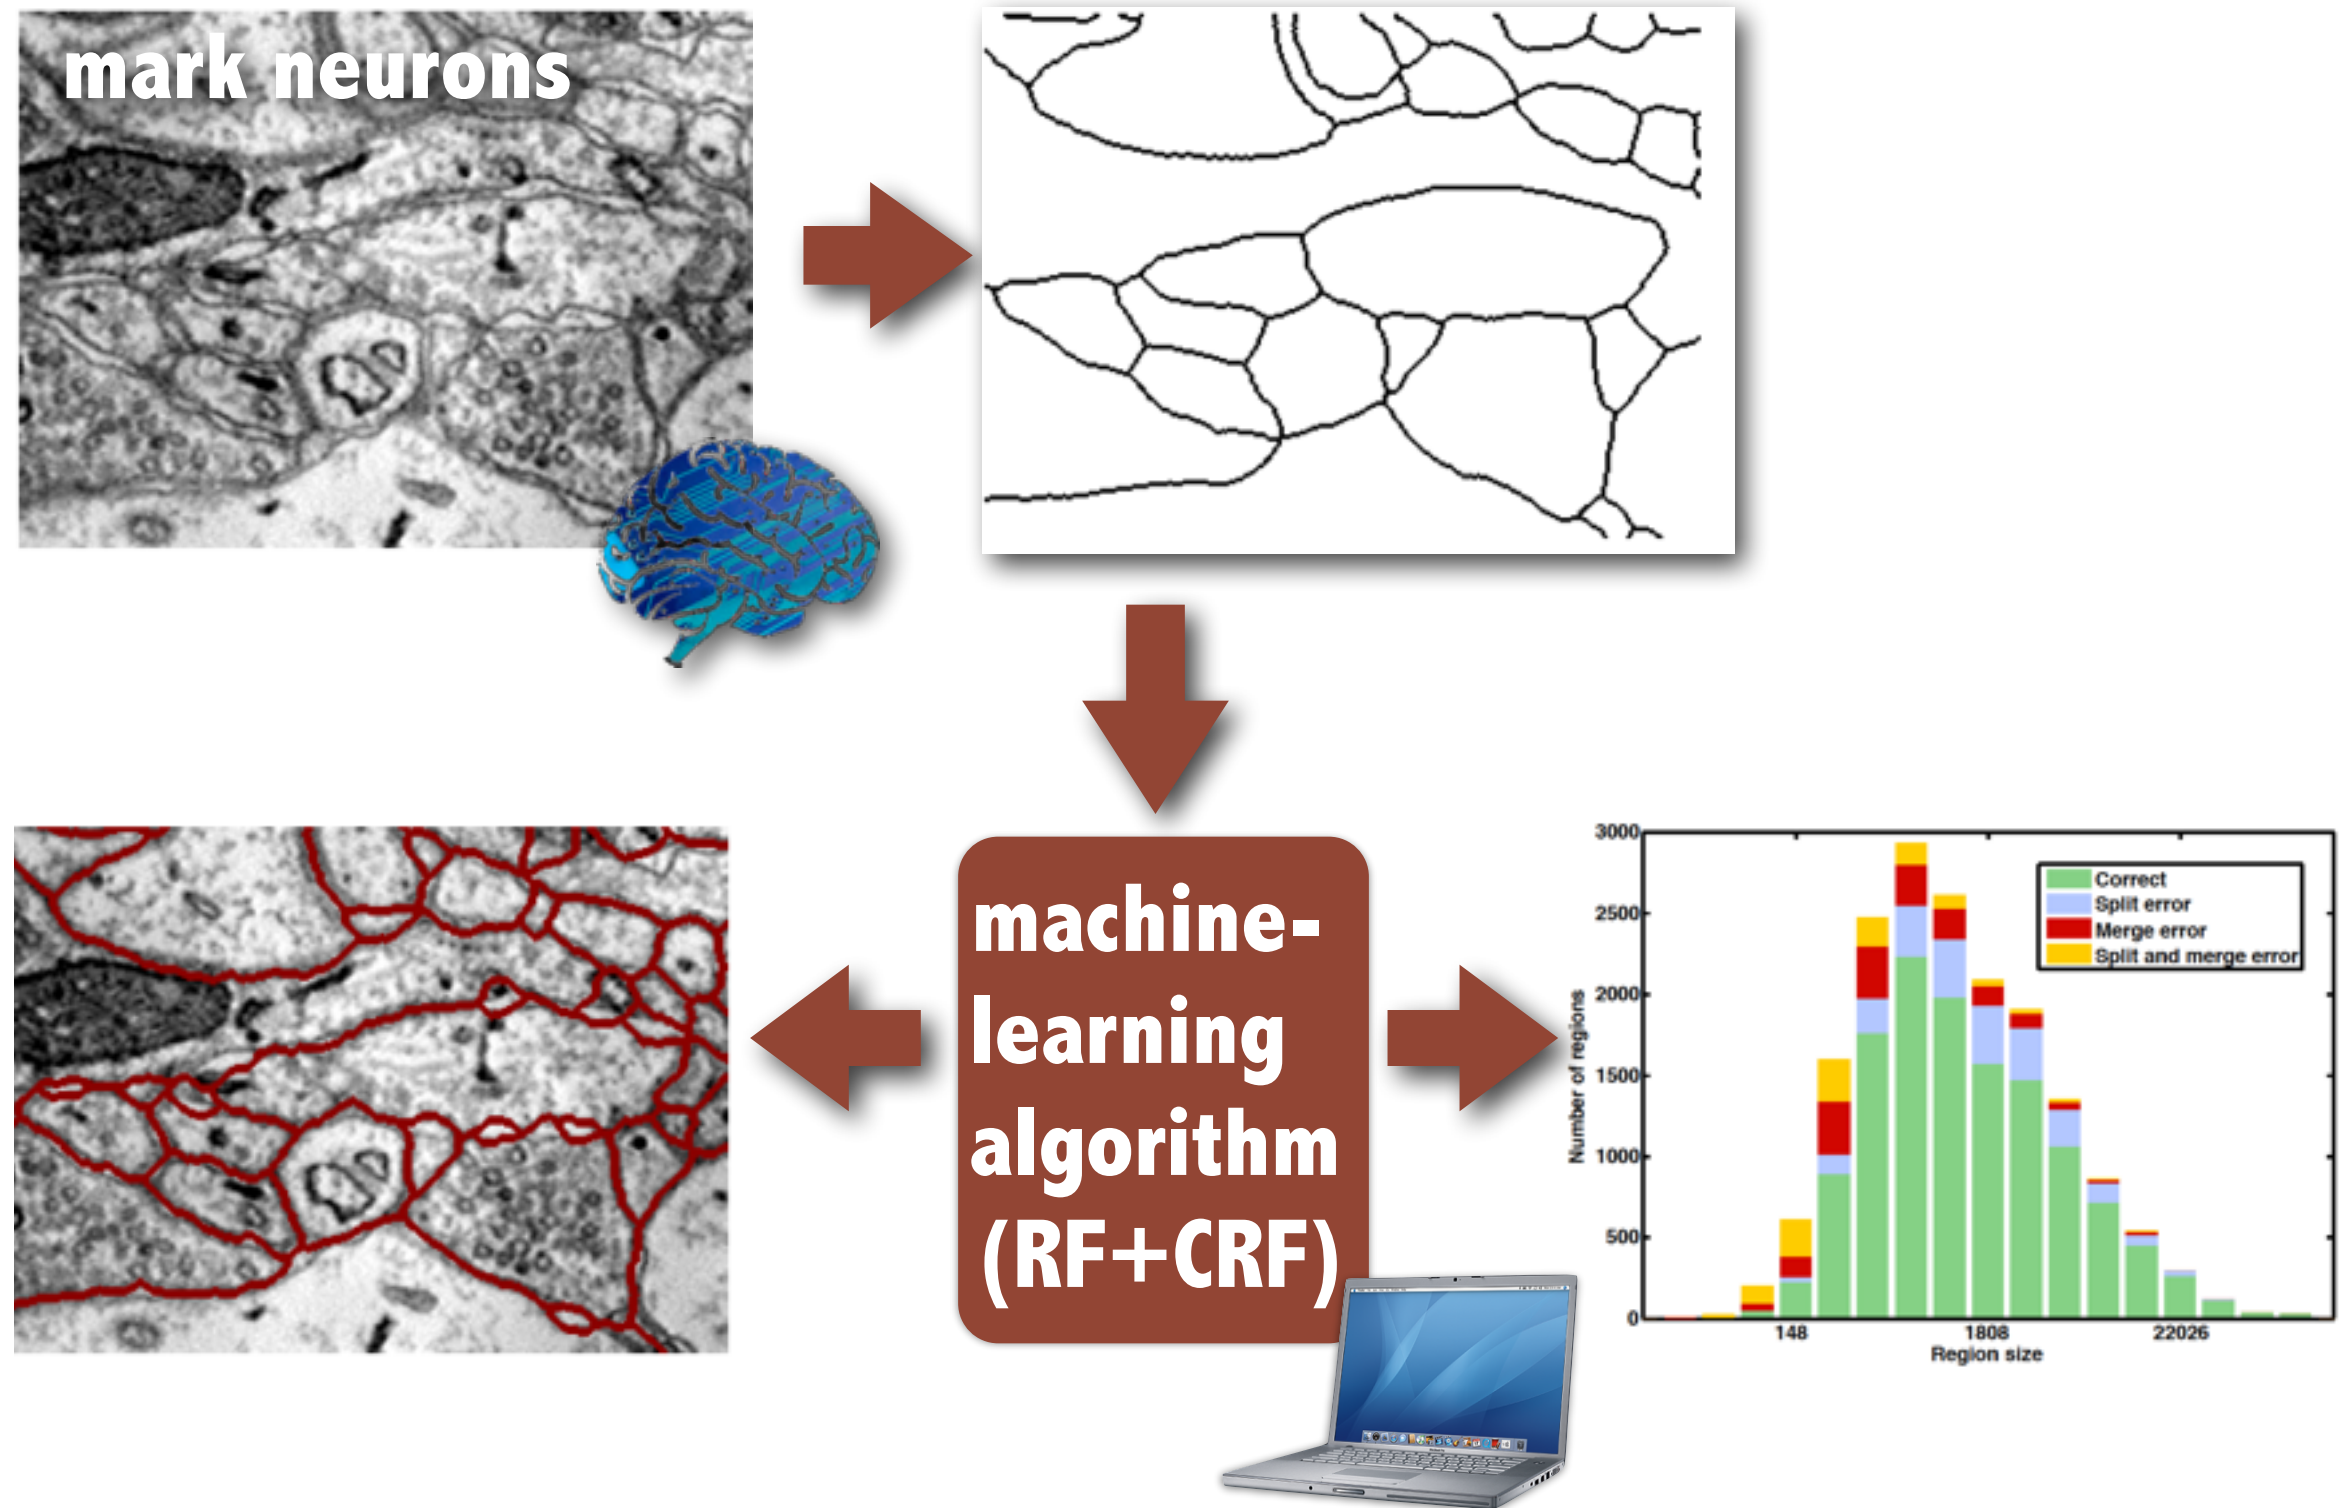 mark neurons
machine-
learning
algorithm
(RF+CRF)
3000
2500
2000
1500
1000
500
0
Number of regions
Correct
Split error
Merge error
Split and merge error
148
1808
22026
Region size